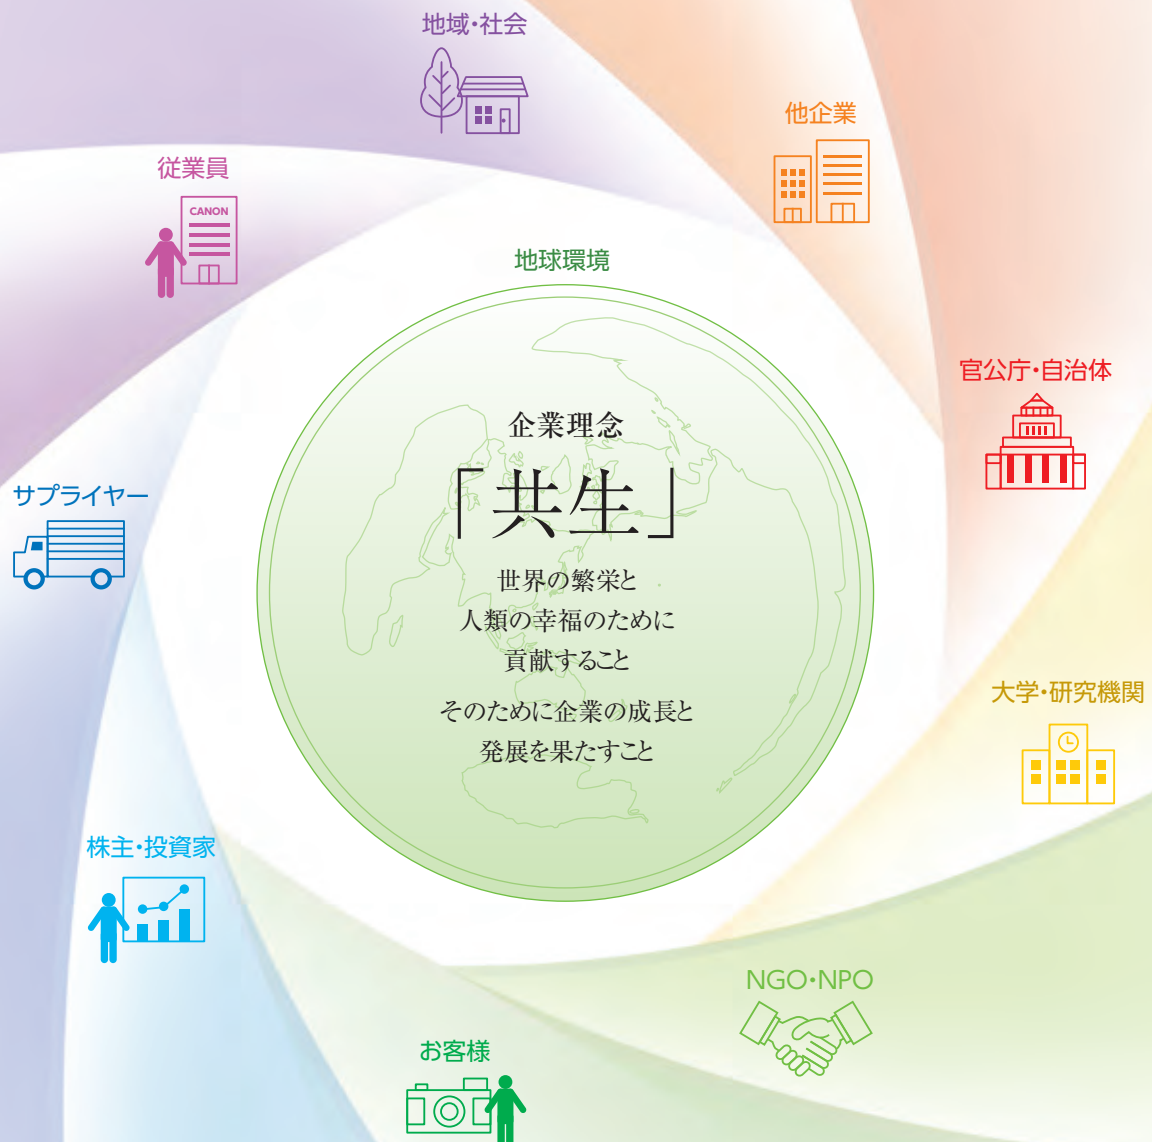 地域・社会
他企業
従業員
CANON
地球環境
官公庁・自治体
企業理念
「共生」
サプライヤー
世界の繁栄と
人類の幸福のために
貢献すること
そのために企業の成長と
発展を果たすこと
大学・研究機関
株主・投資家
NGO・NPO
お客様